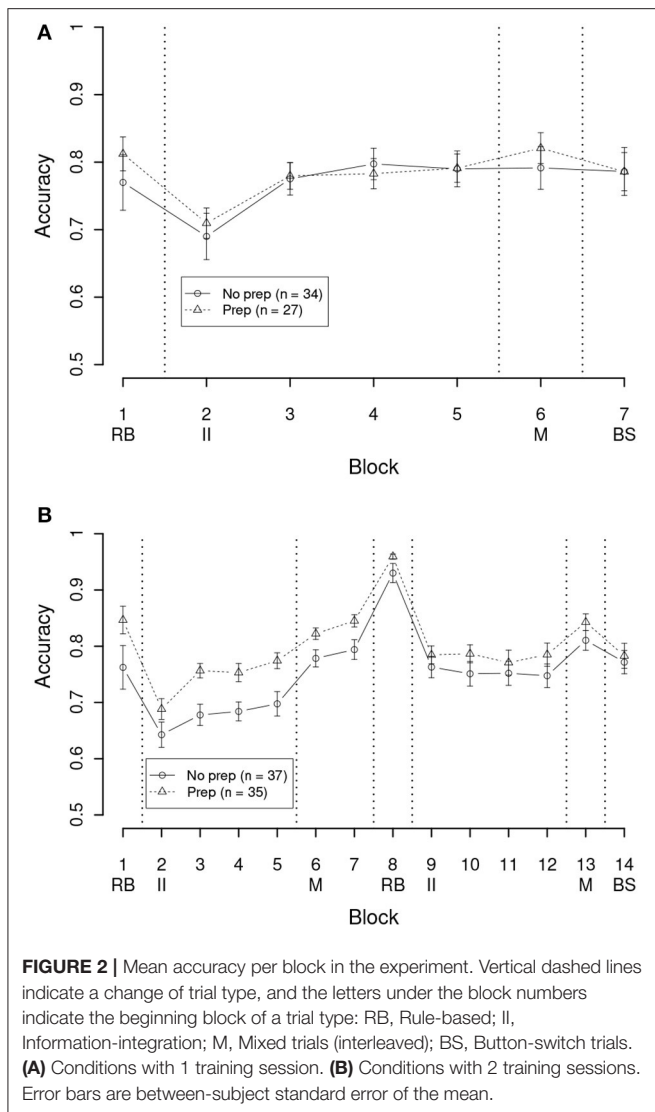 A
Accuracy
1
0.9
0.8
0.7
0.6
0.5
No prep (n = 34)
Prep (n = 27)
1 2 3 4 5 6 7
RB II M BS
Block
B
Accuracy
1
0.9
0.8
0.7
0.6
0.5
No prep (n = 37)
Prep (n = 35)
1 2 3 4 5 6 7 8 9 10 11 12 13 14
RB II M RB II M BS
Block
FIGURE 2 | Mean accuracy per block in the experiment. Vertical dashed lines
indicate a change of trial type, and the letters under the block numbers
indicate the beginning block of a trial type: RB, Rule-based; II,
Information-integration; M, Mixed trials (interleaved); BS, Button-switch trials.
(A) Conditions with 1 training session. (B) Conditions with 2 training sessions.
Error bars are between-subject standard error of the mean.